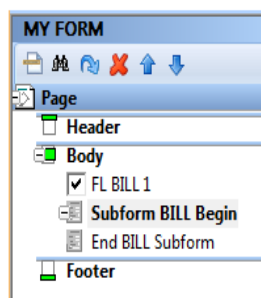 MY FORM
Page
Header
Body
FL BILL 1
Subform BILL Begin
End BILL Subform
Footer